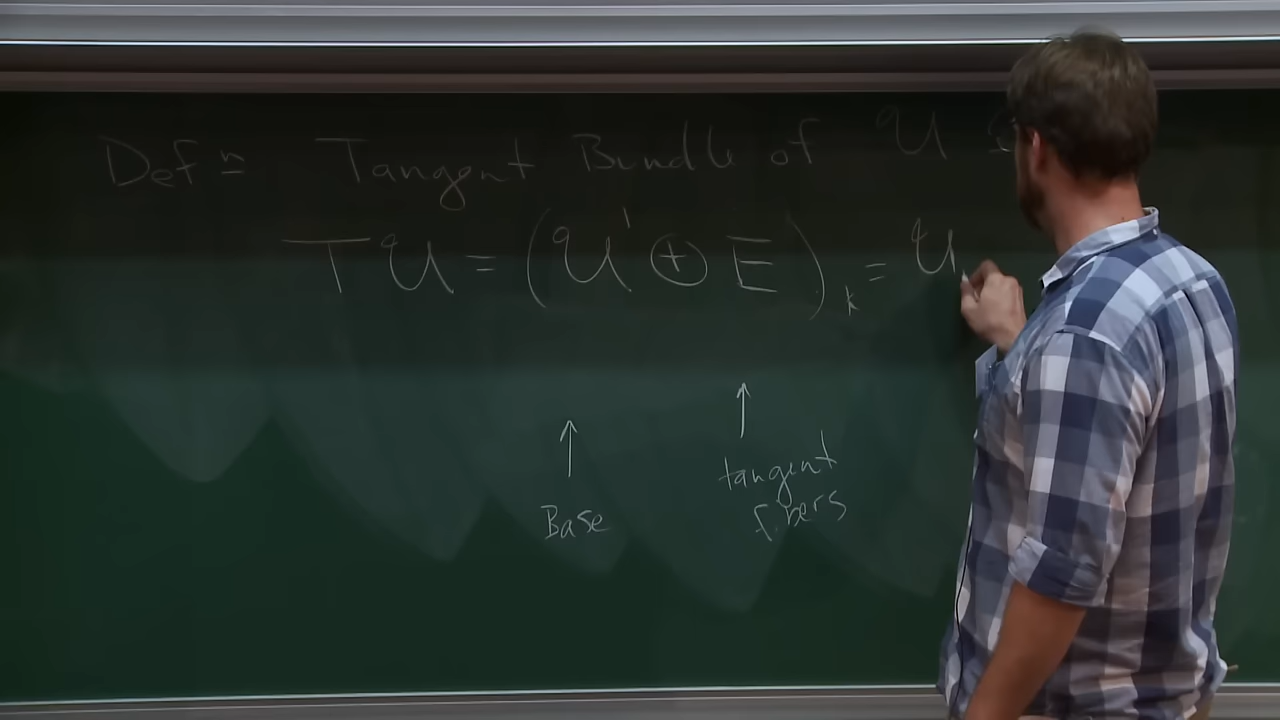 Defⁿ Tangent Bundle of U
TU = (U' ⊕ E)ₖ = U
Base
tangent
fibers